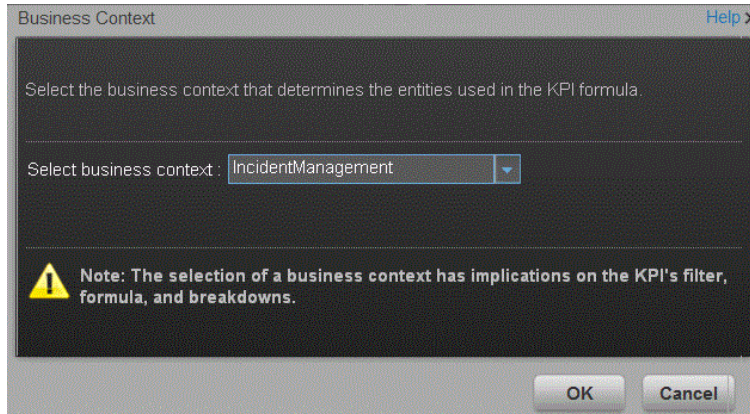 Business Context
Help
Select the business context that determines the entities used in the KPI formula.
Select business context : IncidentManagement
Note: The selection of a business context has implications on the KPI's filter,
formula, and breakdowns.
OK Cancel